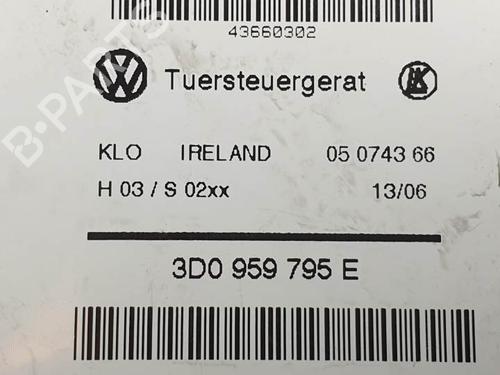 43660302
Tuersteuergerat
KLO IRELAND 05 0743 66
H 03 / S 02xx 13/06
3D0 959 795 E
B-PARTS